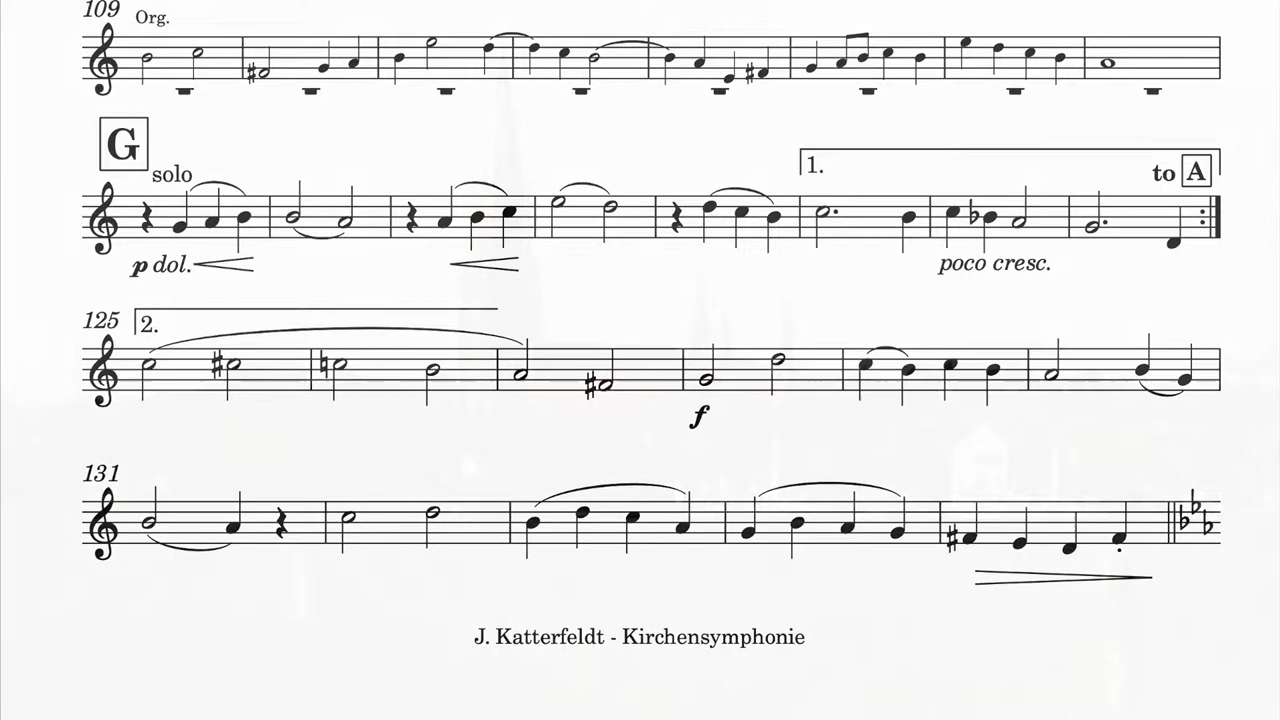 109 Org.
G
solo
1.
to A
p dol.
poco cresc.
125 2.
f
131
J. Katterfeldt - Kirchensymphonie